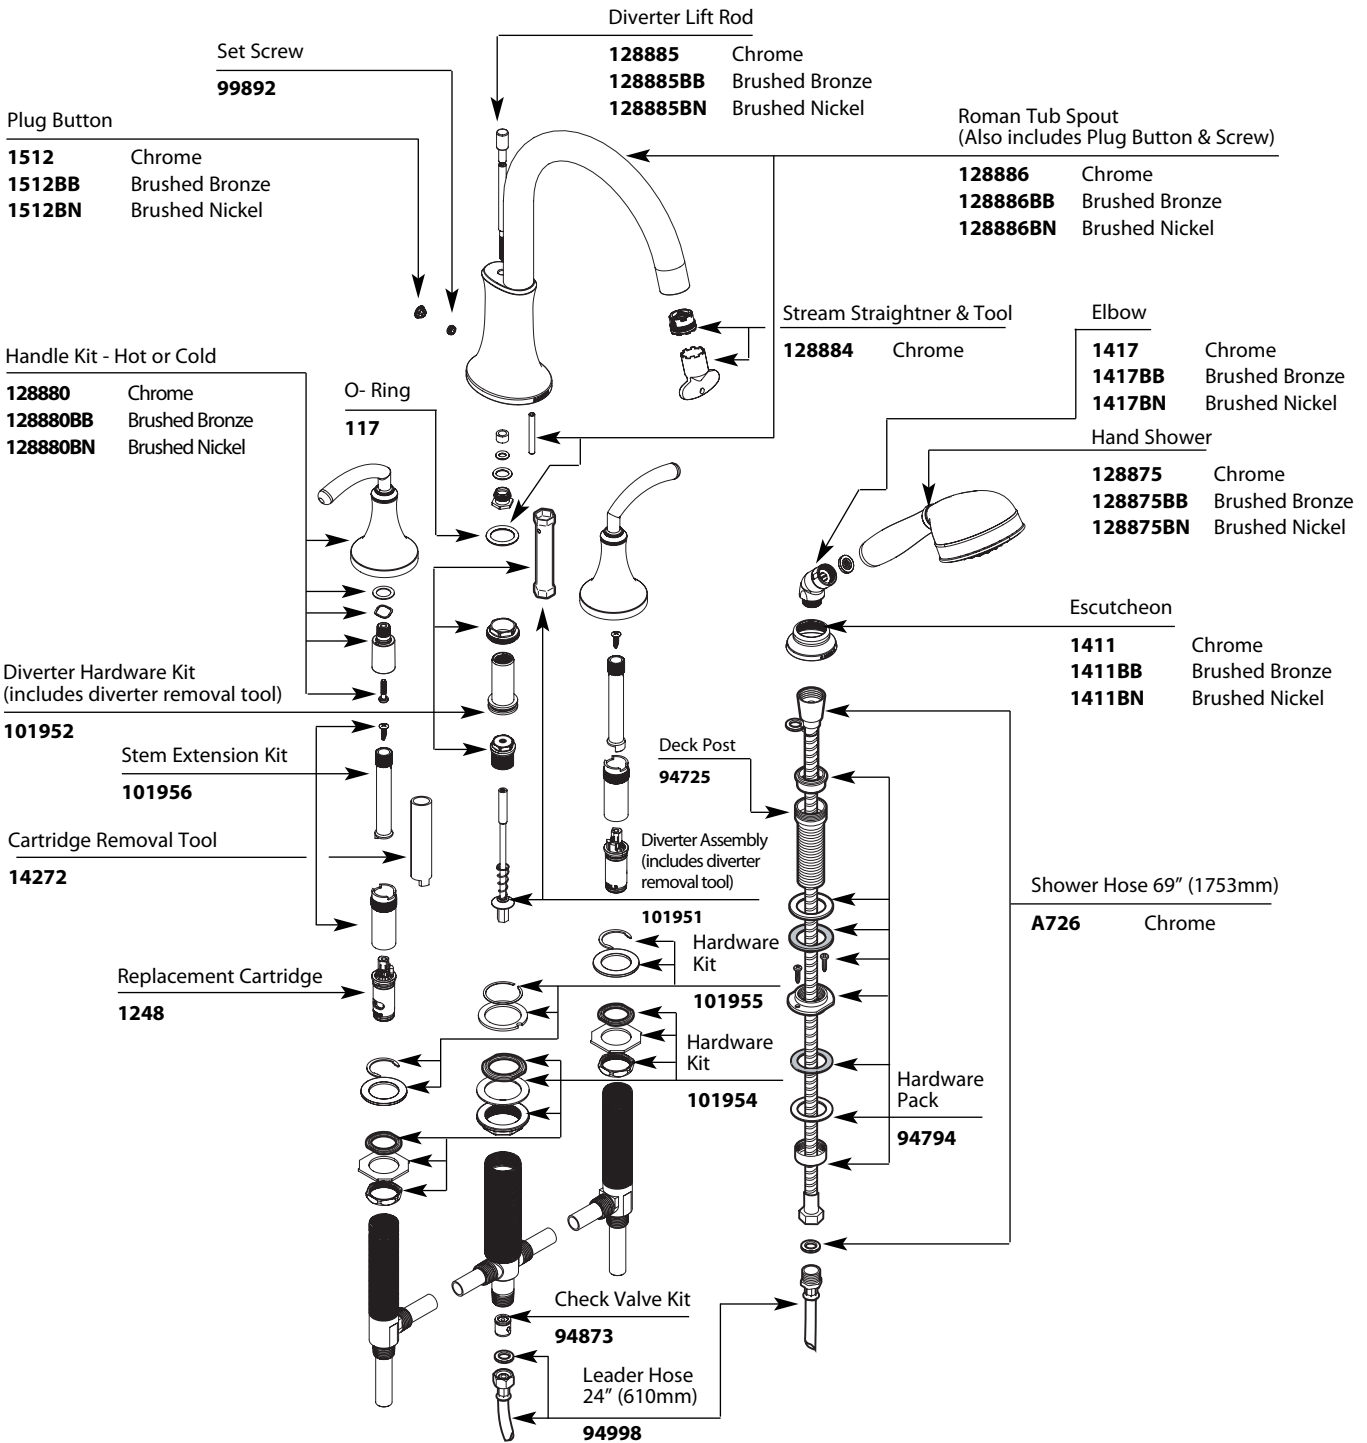 Diverter Lift Rod
128885 Chrome
128885BB Brushed Bronze
128885BN Brushed Nickel
Set Screw
99892
Plug Button
1512 Chrome
1512BB Brushed Bronze
1512BN Brushed Nickel
Roman Tub Spout
(Also includes Plug Button & Screw)
128886 Chrome
128886BB Brushed Bronze
128886BN Brushed Nickel
Stream Straightner & Tool
128884 Chrome
Elbow
1417 Chrome
1417BB Brushed Bronze
1417BN Brushed Nickel
Handle Kit - Hot or Cold
128880 Chrome
128880BB Brushed Bronze
128880BN Brushed Nickel
O- Ring
117
Hand Shower
128875 Chrome
128875BB Brushed Bronze
128875BN Brushed Nickel
Escutcheon
1411 Chrome
1411BB Brushed Bronze
1411BN Brushed Nickel
Diverter Hardware Kit
(includes diverter removal tool)
101952
Stem Extension Kit
101956
Deck Post
94725
Cartridge Removal Tool
14272
Diverter Assembly
(includes diverter
removal tool)
101951
Shower Hose 69” (1753mm)
A726 Chrome
Replacement Cartridge
1248
Hardware
Kit
101955
Hardware
Kit
101954
Hardware
Pack
94794
Check Valve Kit
94873
Leader Hose
24” (610mm)
94998